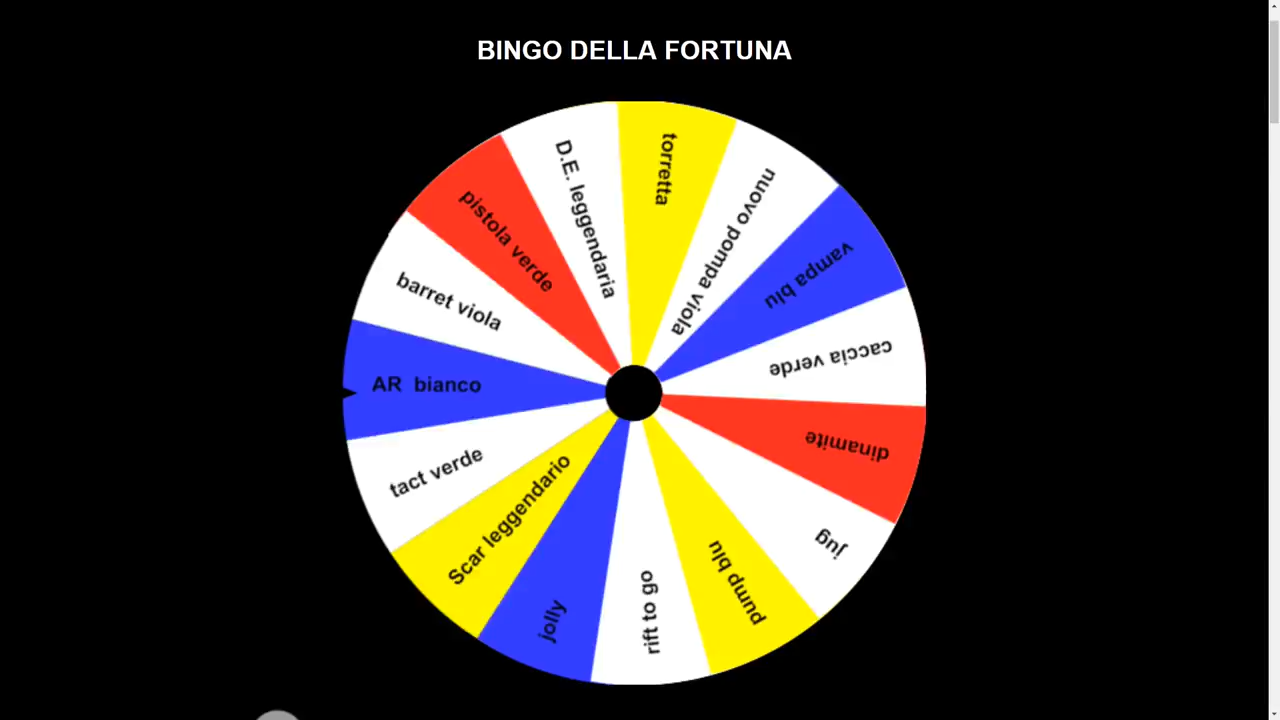 BINGO DELLA FORTUNA
torretta
nuovo pompa viola
vampa blu
caccia verde
dinamite
jug
pump blu
rift to go
jolly
Scar leggendario
tact verde
AR bianco
barret viola
pistola verde
D.E. leggendaria